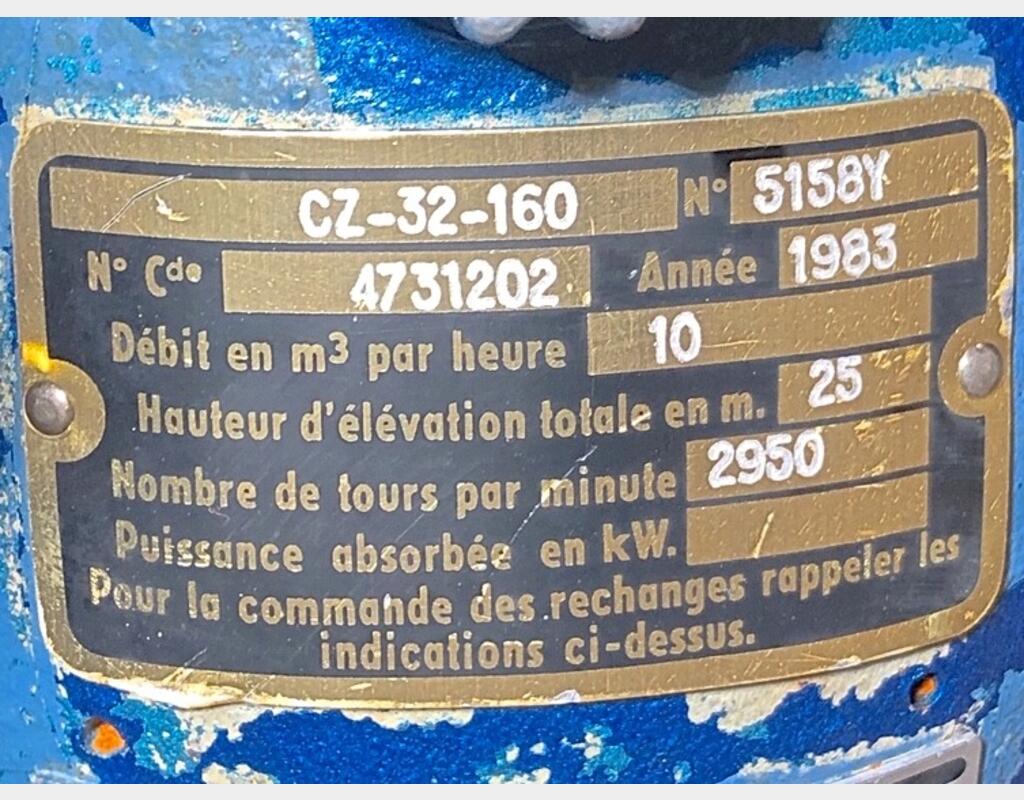 CZ-32-160 N° 5158Y
N° Cde 4731202 Année 1983
Débit en m3 par heure 10
Hauteur d'élévation totale en m. 25
Nombre de tours par minute 2950
Puissance absorbée en kW.
Pour la commande des rechanges rappeler les
indications ci-dessus.